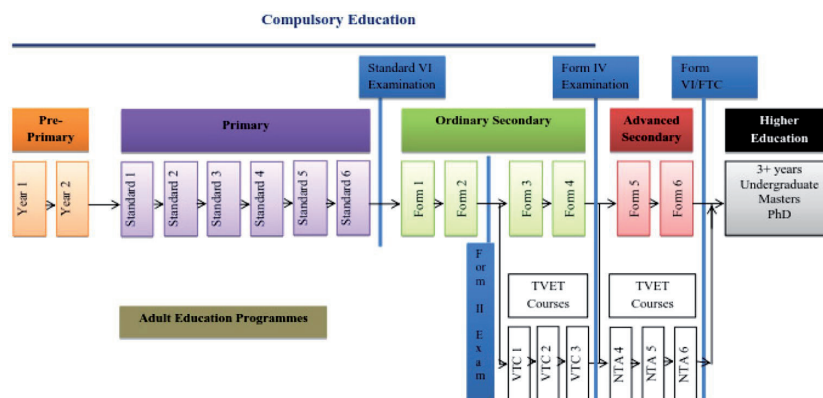 Compulsory Education
Standard VI
Examination
Form IV
Examination
Form
VI/FTC
Pre-
Primary
Primary
Ordinary Secondary
Advanced
Secondary
Higher
Education
Year 1
Year 2
Standard 1
Standard 2
Standard 3
Standard 4
Standard 5
Standard 6
Form 1
Form 2
Form 3
Form 4
Form 5
Form 6
3+ years
Undergraduate
Masters
PhD
Form II Exam
TVET
Courses
TVET
Courses
Adult Education Programmes
VTC 1
VTC 2
VTC 3
NTA 4
NTA 5
NTA 6